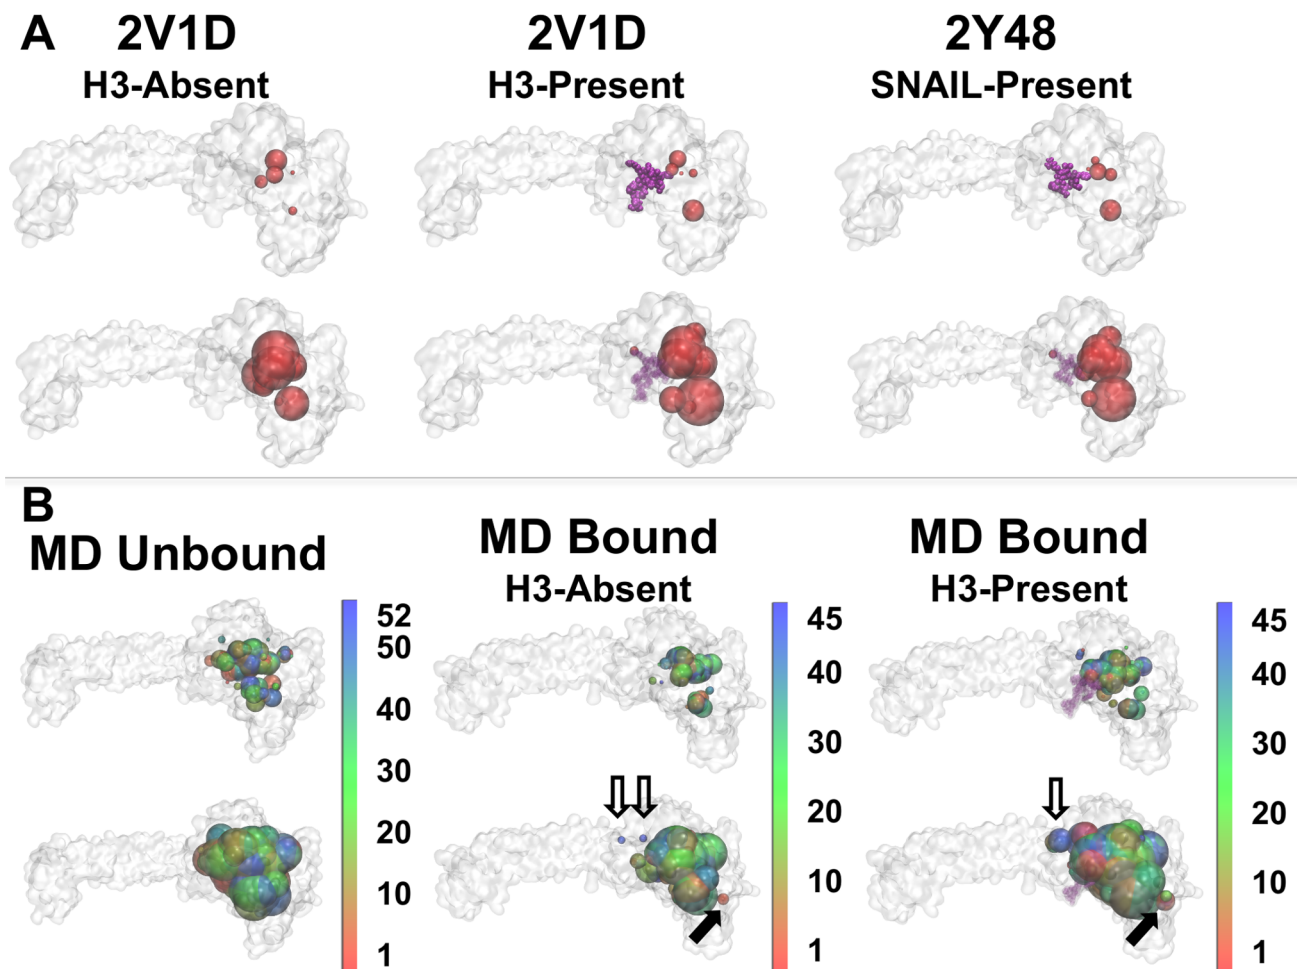 A
2V1D
H3-Absent
2V1D
H3-Present
2Y48
SNAIL-Present
B
MD Unbound
52
50
40
30
20
10
1
MD Bound
H3-Absent
45
40
30
20
10
1
MD Bound
H3-Present
45
40
30
20
10
1